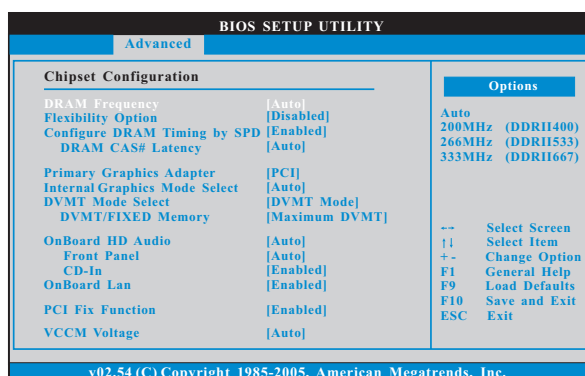 BIOS SETUP UTILITY
Advanced
Chipset Configuration
DRAM Frequency [Auto]
Flexibility Option [Disabled]
Configure DRAM Timing by SPD [Enabled]
DRAM CAS# Latency [Auto]
Primary Graphics Adapter [PCI]
Internal Graphics Mode Select [Auto]
DVMT Mode Select [DVMT Mode]
DVMT/FIXED Memory [Maximum DVMT]
OnBoard HD Audio [Auto]
Front Panel [Auto]
CD-In [Enabled]
OnBoard Lan [Enabled]
PCI Fix Function [Enabled]
VCCM Voltage [Auto]
Options
Auto
200MHz (DDRII400)
266MHz (DDRII533)
333MHz (DDRII667)
←→ Select Screen
↑↓ Select Item
+ - Change Option
F1 General Help
F9 Load Defaults
F10 Save and Exit
ESC Exit
v02.54 (C) Copyright 1985-2005, American Megatrends, Inc.